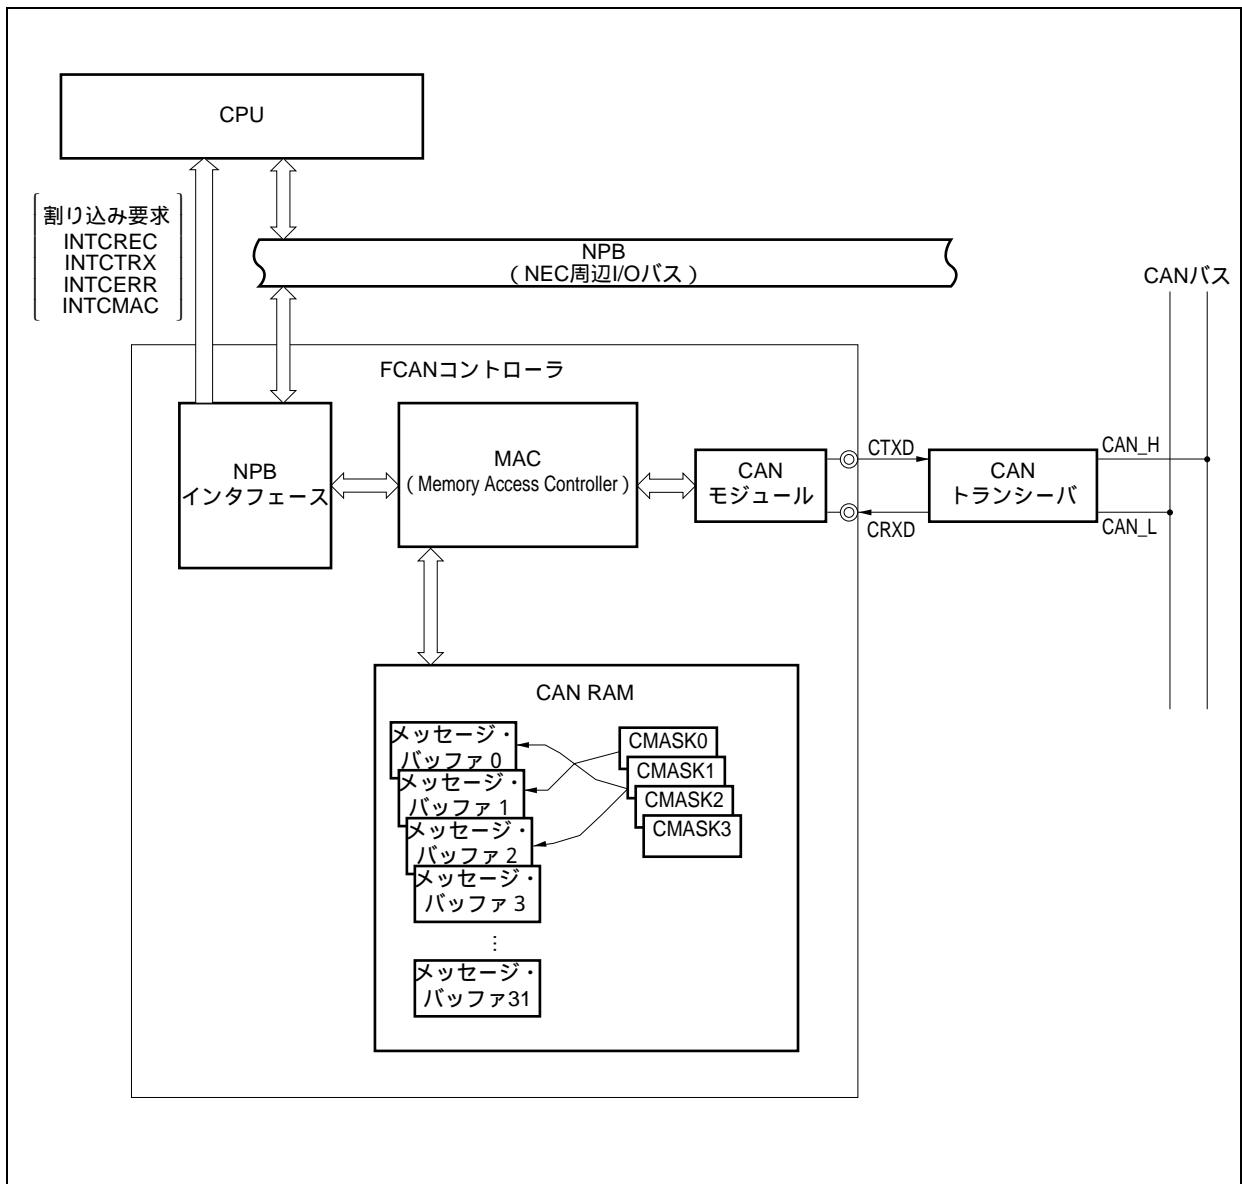 CPU
割り込み要求
INTCREC
INTCTRX
INTCERR
INTCMAC
NPB
（NEC周辺I/Oバス）
CANバス
FCANコントローラ
NPB
インタフェース
MAC
（Memory Access Controller）
CAN
モジュール
CTXD
CRXD
CAN
トランシーバ
CAN_H
CAN_L
CAN RAM
メッセージ・
バッファ0
メッセージ・
バッファ1
メッセージ・
バッファ2
メッセージ・
バッファ3
⋮
メッセージ・
バッファ31
CMASK0
CMASK1
CMASK2
CMASK3